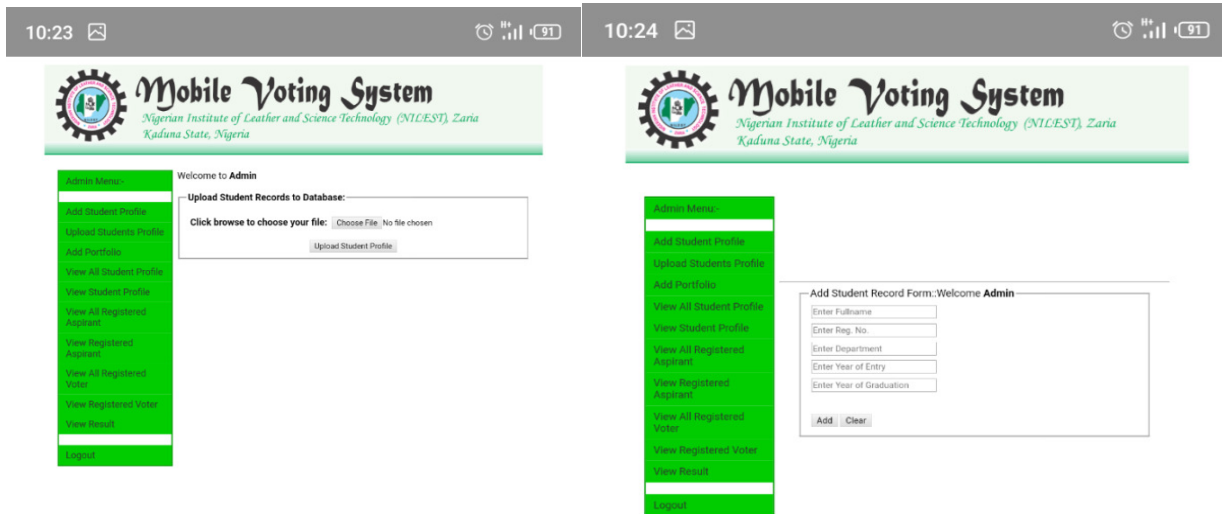 10:23
91
Mobile Voting System
Nigerian Institute of Leather and Science Technology (NILEST), Zaria
Kaduna State, Nigeria
Admin Menu:-
Add Student Profile
Upload Students Profile
Add Portfolio
View All Student Profile
View Student Profile
View All Registered
Aspirant
View Registered
Aspirant
View All Registered
Voter
View Registered Voter
View Result
Logout
Welcome to Admin
Upload Student Records to Database:
Click browse to choose your file: Choose File No file chosen
Upload Student Profile
10:24
H+
91
Mobile Voting System
Nigerian Institute of Leather and Science Technology (NILEST), Zaria
Kaduna State, Nigeria
Admin Menu:-
Add Student Profile
Upload Students Profile
Add Portfolio
View All Student Profile
View Student Profile
View All Registered
Aspirant
View Registered
Aspirant
View All Registered
Voter
View Registered Voter
View Result
Logout
Add Student Record Form::Welcome Admin
Enter Fullname
Enter Reg. No.
Enter Department
Enter Year of Entry
Enter Year of Graduation
Add Clear